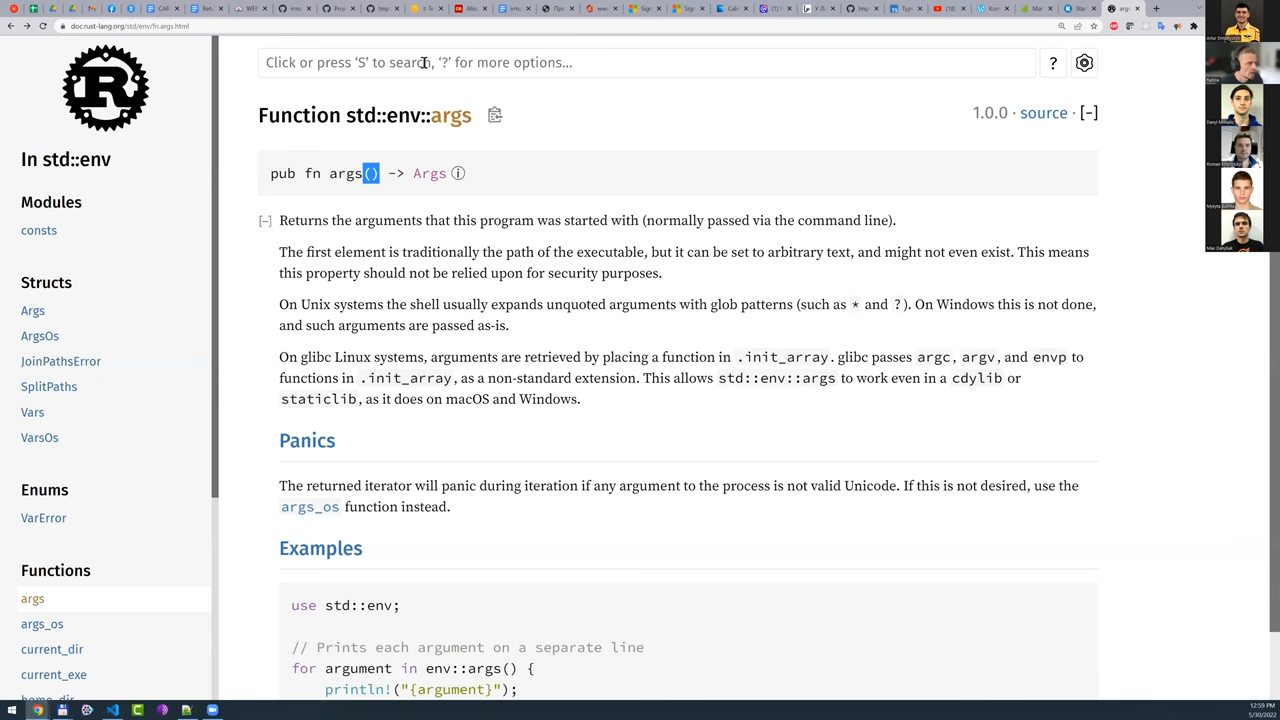 doc.rust-lang.org/std/env/fn.args.html
Click or press 'S' to search, '?' for more options...
?
In std::env
Modules
consts
Structs
Args
ArgsOs
JoinPathsError
SplitPaths
Vars
VarsOs
Enums
VarError
Functions
args
args_os
current_dir
current_exe
home_dir
Function std::env::args
1.0.0 · source · [-]
pub fn args() -> Args ⓘ
[-] Returns the arguments that this program was started with (normally passed via the command line).
The first element is traditionally the path of the executable, but it can be set to arbitrary text, and might not even exist. This means
this property should not be relied upon for security purposes.
On Unix systems the shell usually expands unquoted arguments with glob patterns (such as * and ?). On Windows this is not done,
and such arguments are passed as-is.
On glibc Linux systems, arguments are retrieved by placing a function in .init_array. glibc passes argc, argv, and envp to
functions in .init_array, as a non-standard extension. This allows std::env::args to work even in a cdylib or
staticlib, as it does on macOS and Windows.
Panics
The returned iterator will panic during iteration if any argument to the process is not valid Unicode. If this is not desired, use the
args_os function instead.
Examples
use std::env;
// Prints each argument on a separate line
for argument in env::args() {
println!("{argument}");
12:59 PM
5/30/2022